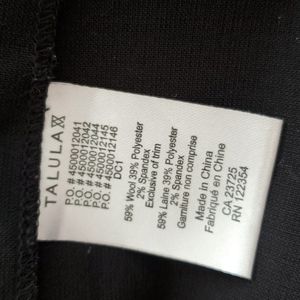 TALULA
P.O. # 4500012041
P.O. # 4500012042
P.O. # 4500012044
P.O. # 4500012145
P.O. # 4500012146
DC1
59% Wool 39% Polyester
2% Spandex
Exclusive of trim
59% Laine 39% Polyester
2% Spandex
Garniture non comprise
Made in China
Fabriqué en Chine
CA 23725
RN 122354